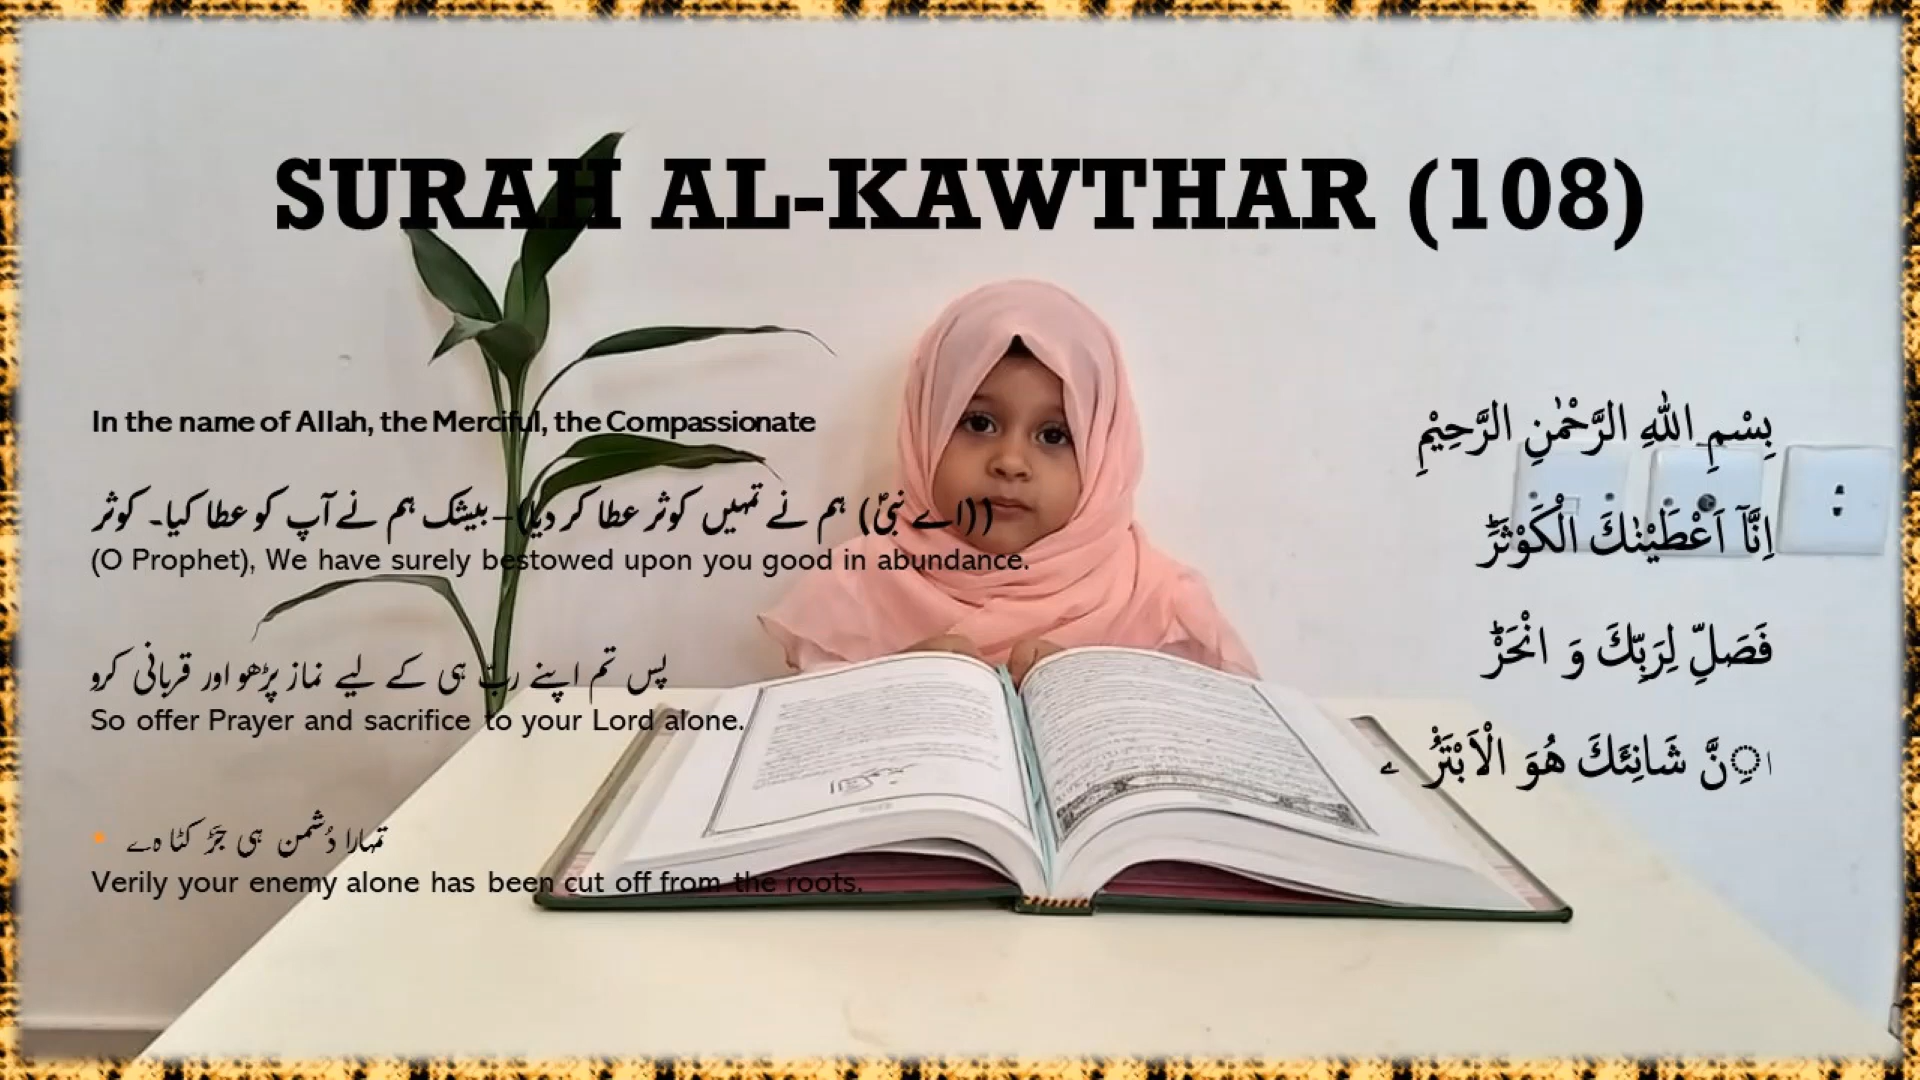 SURAH AL-KAWTHAR (108)
In the name of Allah, the Merciful, the Compassionate
بِسْمِ اللّٰهِ الرَّحْمٰنِ الرَّحِيْمِ
((اے نبیؐ) ہم نے تمہیں کوثر عطا کر دیا)– بیشک ہم نے آپ کو عطا کیا۔ کوثر
(O Prophet), We have surely bestowed upon you good in abundance.
اِنَّآ اَعْطَيْنٰكَ الْكَوْثَرَؕ
پس تم اپنے ربّ ہی کے لیے نماز پڑھو اور قربانی کرو
So offer Prayer and sacrifice to your Lord alone.
فَصَلِّ لِرَبِّكَ وَ انْحَرْؕ
تمہارا دُشمن ہی جَڑ کٹا ہے
Verily your enemy alone has been cut off from the roots.
اِنَّ شَانِئَكَ هُوَ الْاَبْتَرُ